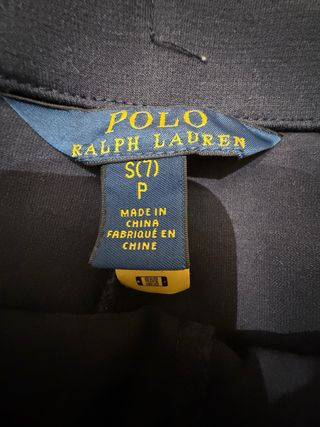 POLO
RALPH LAUREN
S(7)
P
MADE IN
CHINA
FABRIQUÉ EN
CHINE